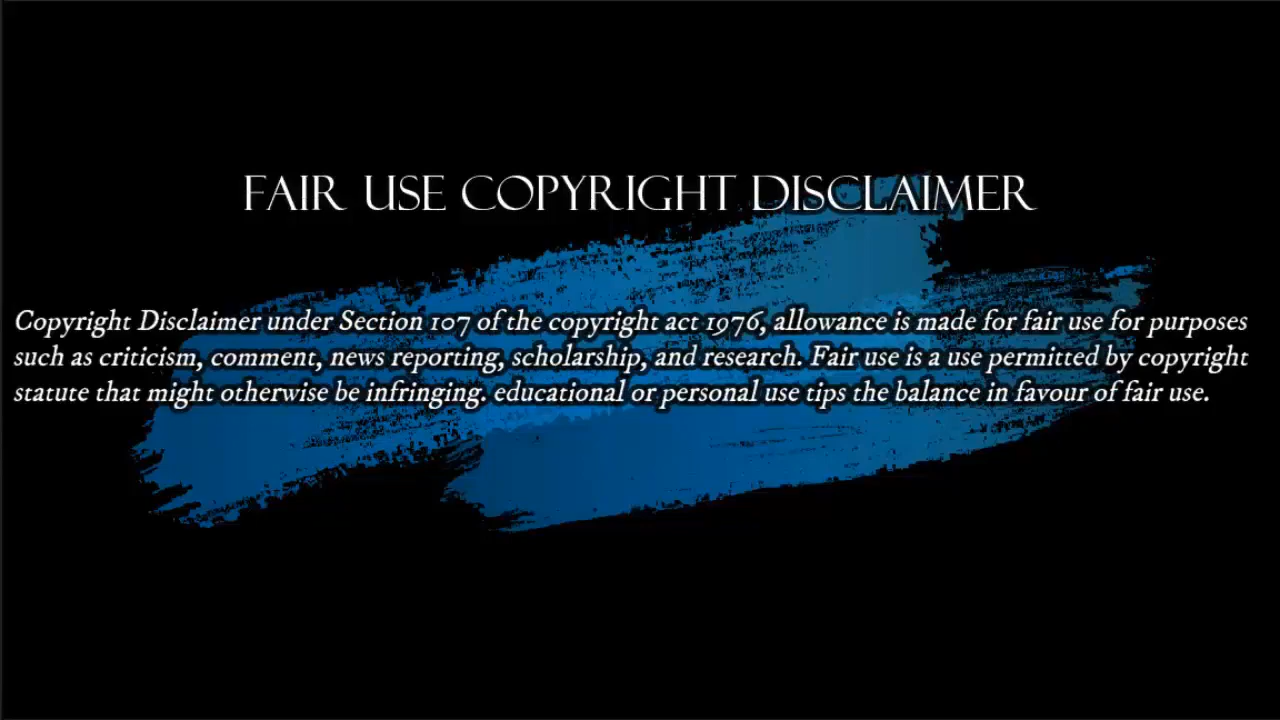 FAIR USE COPYRIGHT DISCLAIMER
Copyright Disclaimer under Section 107 of the copyright act 1976, allowance is made for fair use for purposes
such as criticism, comment, news reporting, scholarship, and research. Fair use is a use permitted by copyright
statute that might otherwise be infringing. educational or personal use tips the balance in favour of fair use.